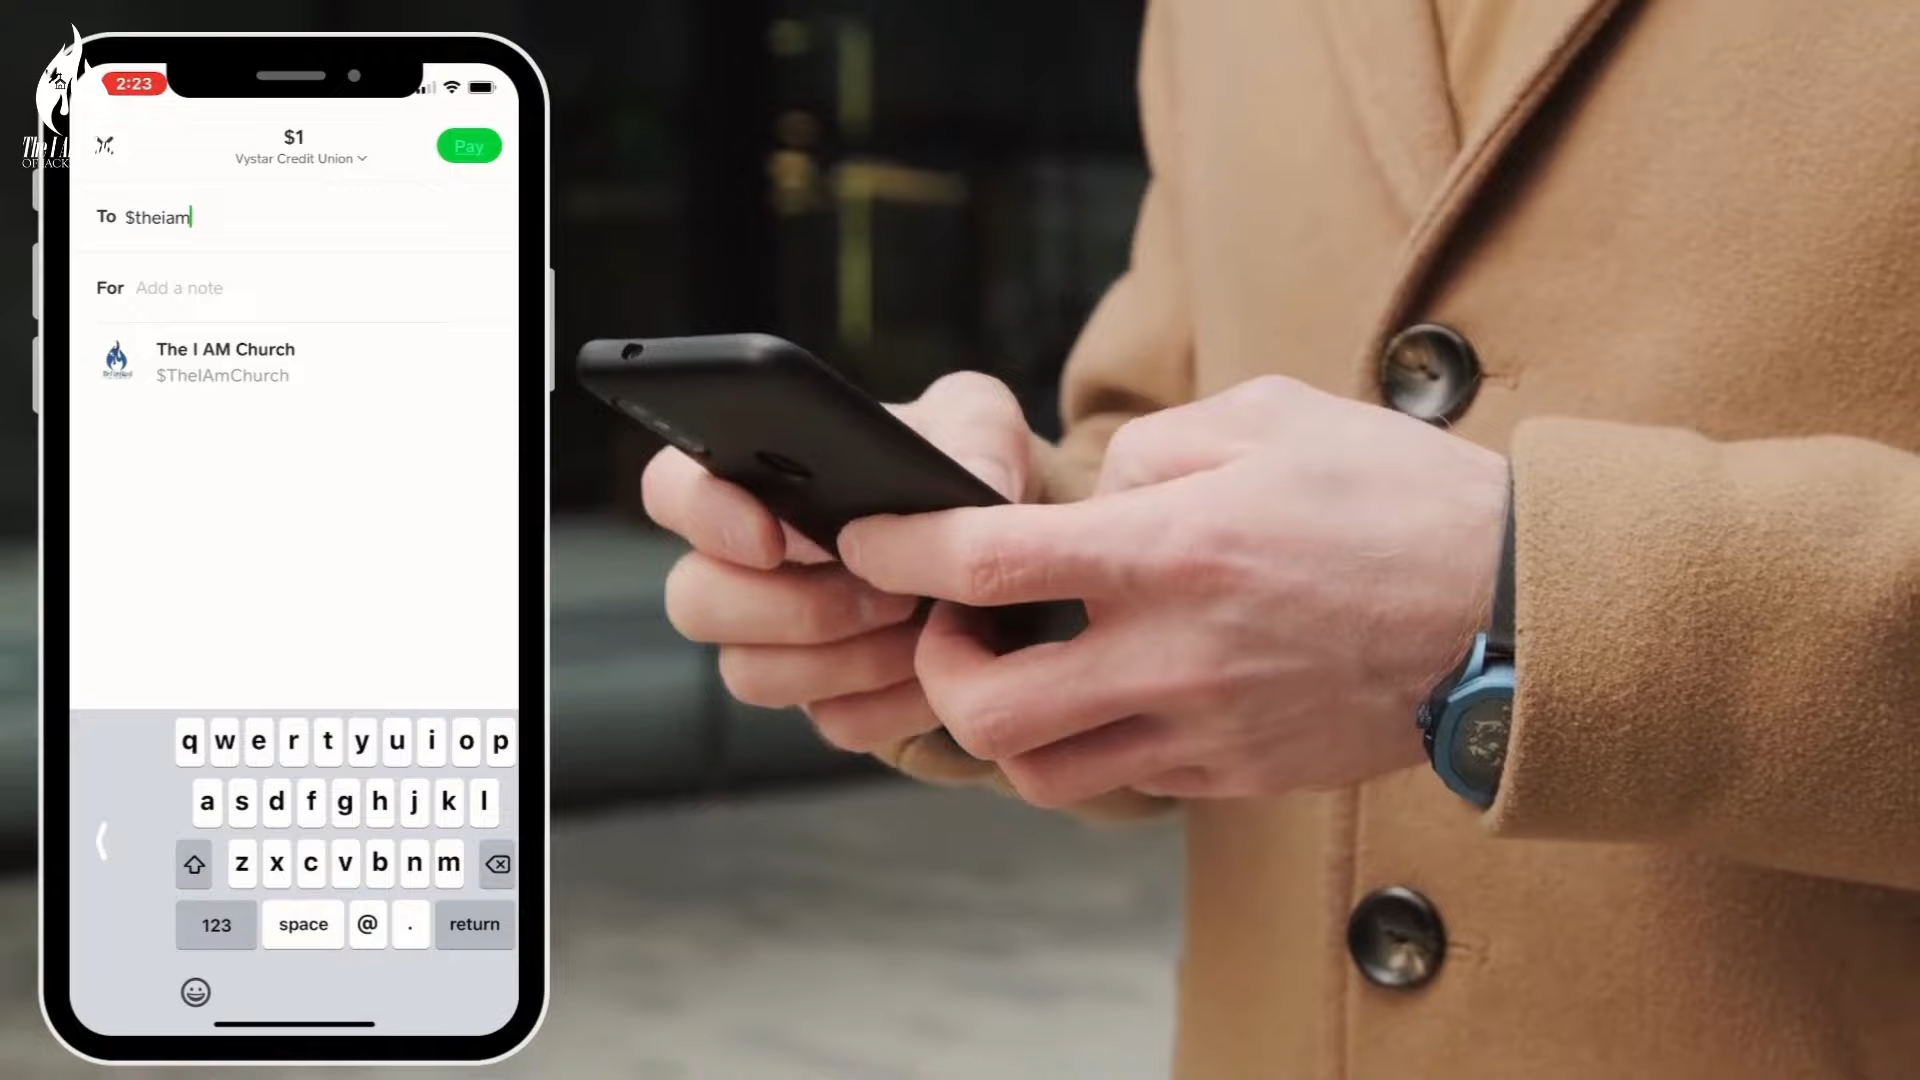 2:23
$1
Vystar Credit Union
Pay
To $theiam
For Add a note
The I AM Church
$TheIAmChurch
q w e r t y u i o p
a s d f g h j k l
z x c v b n m
123 space @ . return